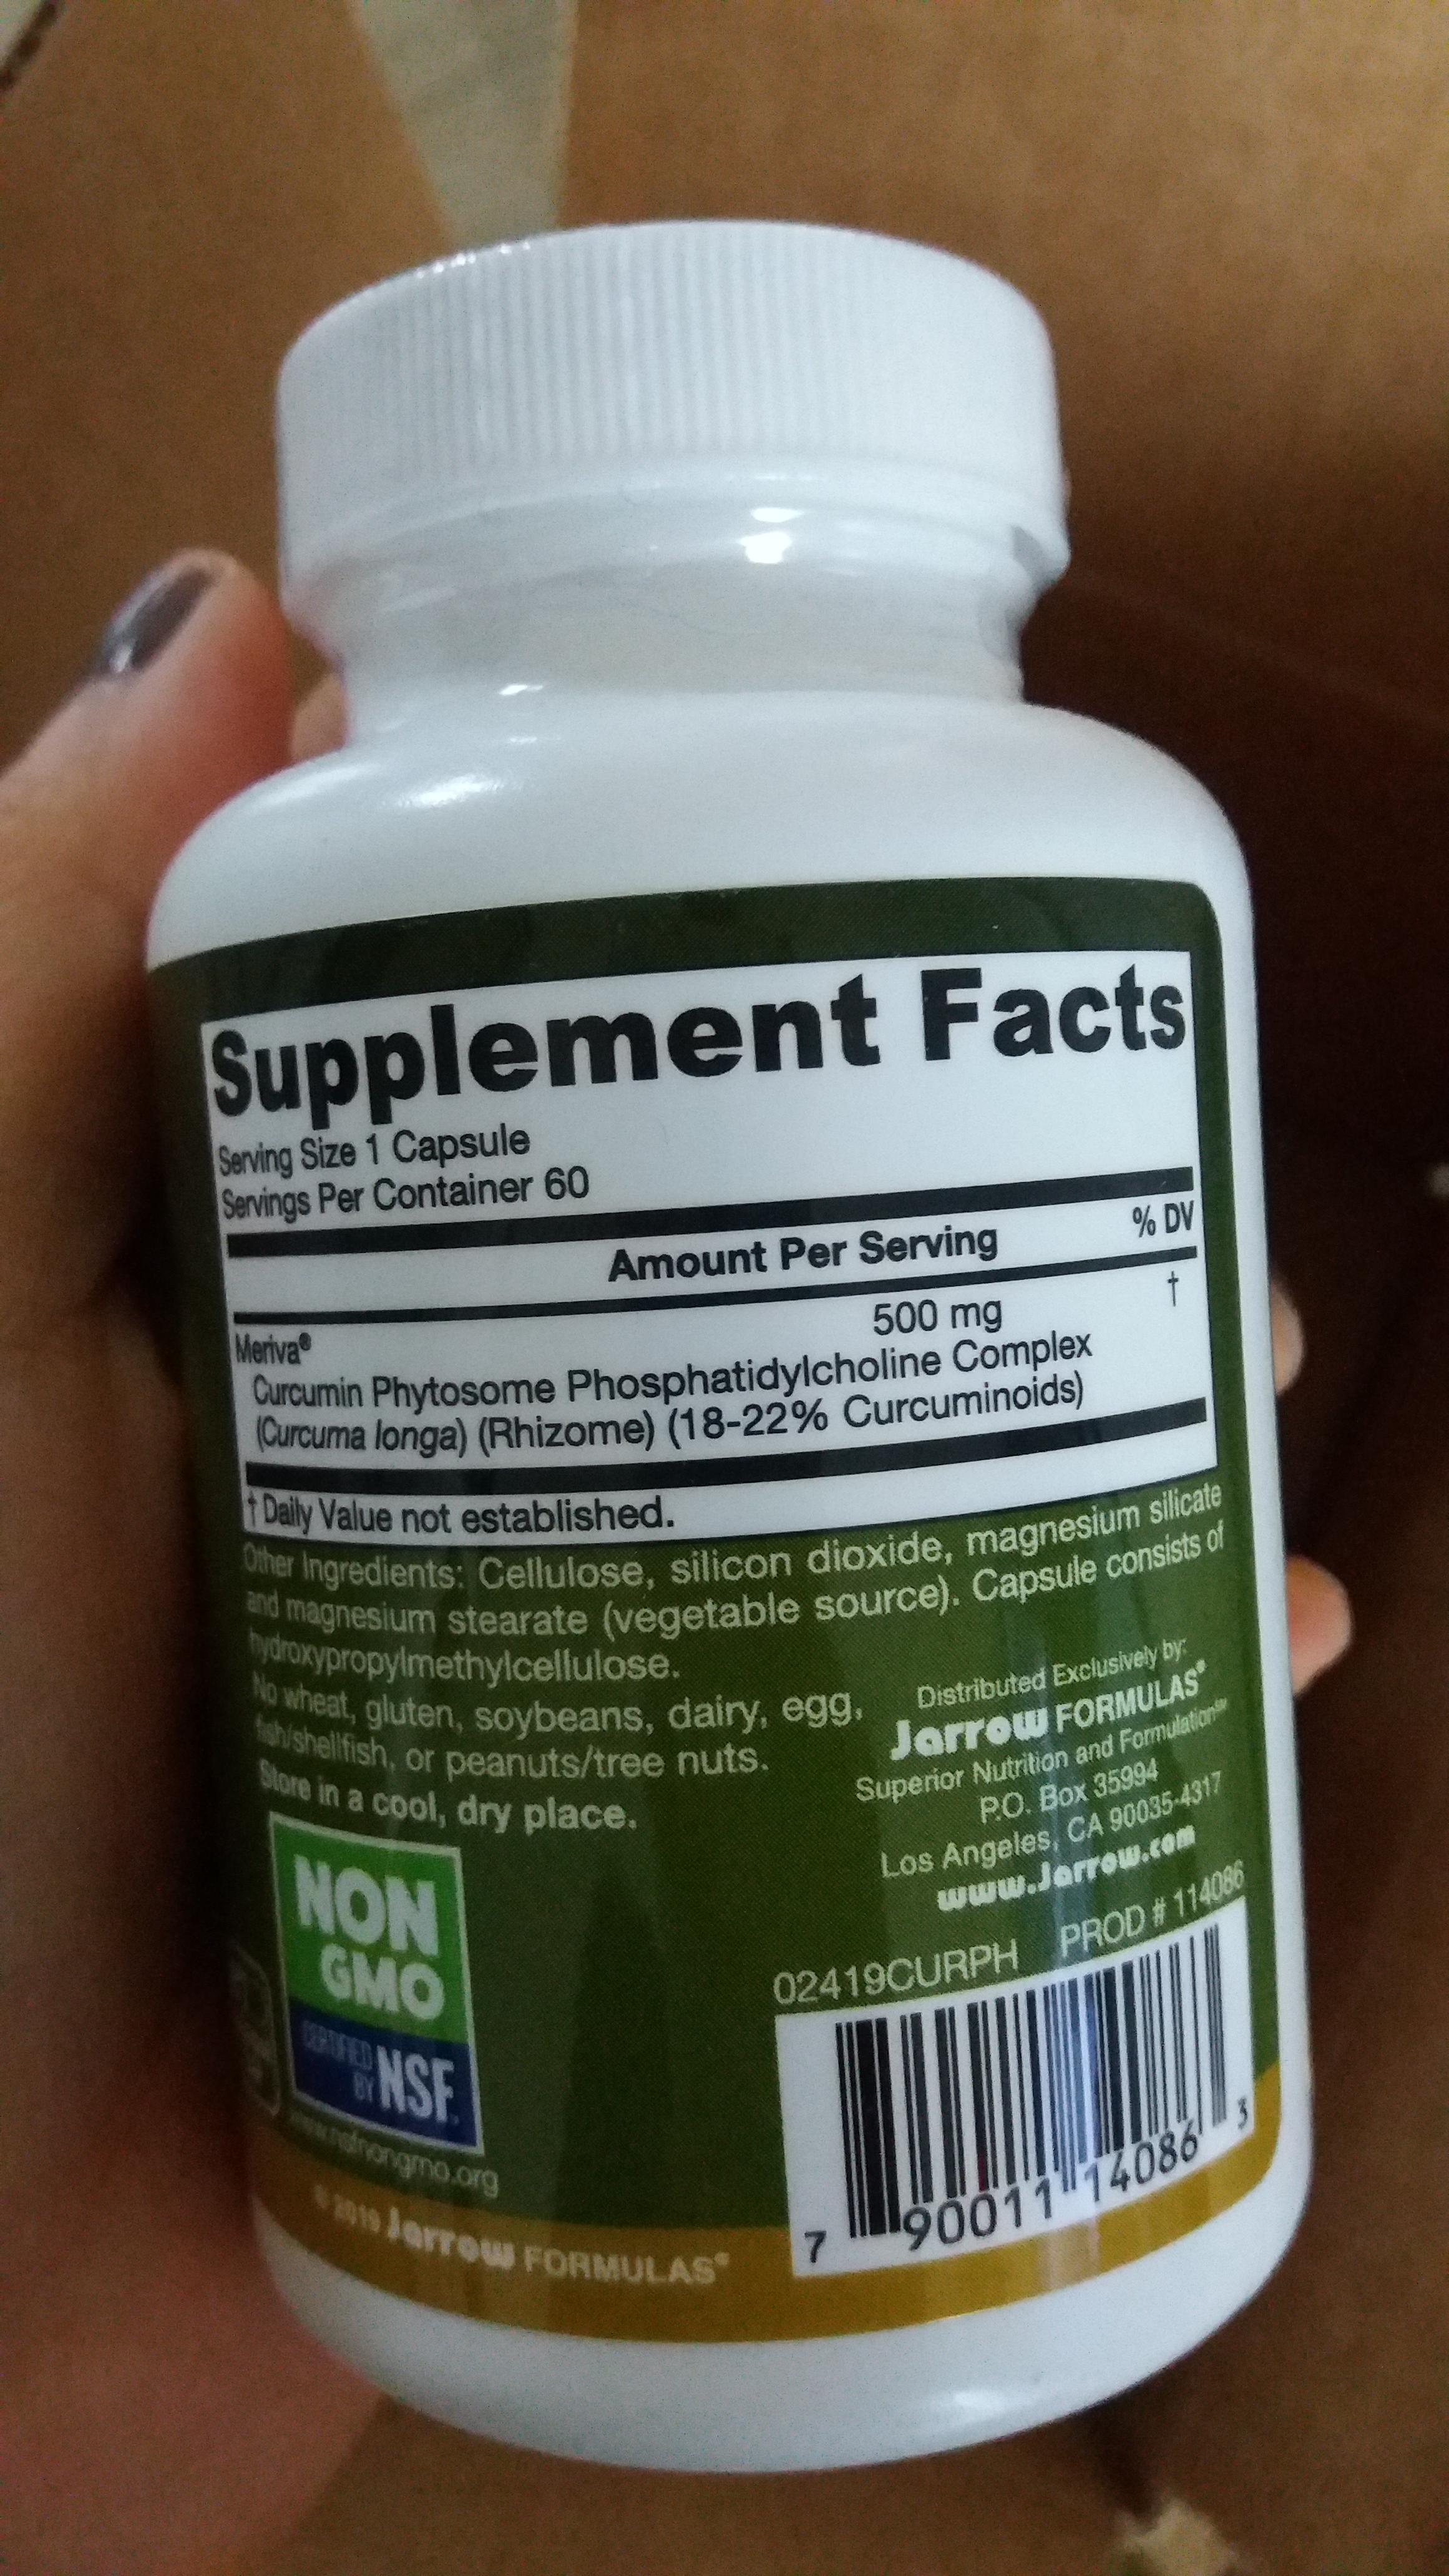 Supplement Facts
Serving Size 1 Capsule
Servings Per Container 60
Amount Per Serving % DV
Meriva® 500 mg †
Curcumin Phytosome Phosphatidylcholine Complex
(Curcuma longa) (Rhizome) (18-22% Curcuminoids)
† Daily Value not established.
Other Ingredients: Cellulose, silicon dioxide, magnesium silicate
and magnesium stearate (vegetable source). Capsule consists of
hydroxypropylmethylcellulose.
No wheat, gluten, soybeans, dairy, egg,
fish/shellfish, or peanuts/tree nuts.
Store in a cool, dry place.
Distributed Exclusively by:
Jarrow FORMULAS®
Superior Nutrition and Formulation℠
P.O. Box 35994
Los Angeles, CA 90035-4317
www.Jarrow.com
02419CURPH PROD # 114086
NON
GMO
CERTIFIED
BY NSF.
www.nsfnongmo.org
7 90011 14086 3
© 2019 Jarrow FORMULAS®